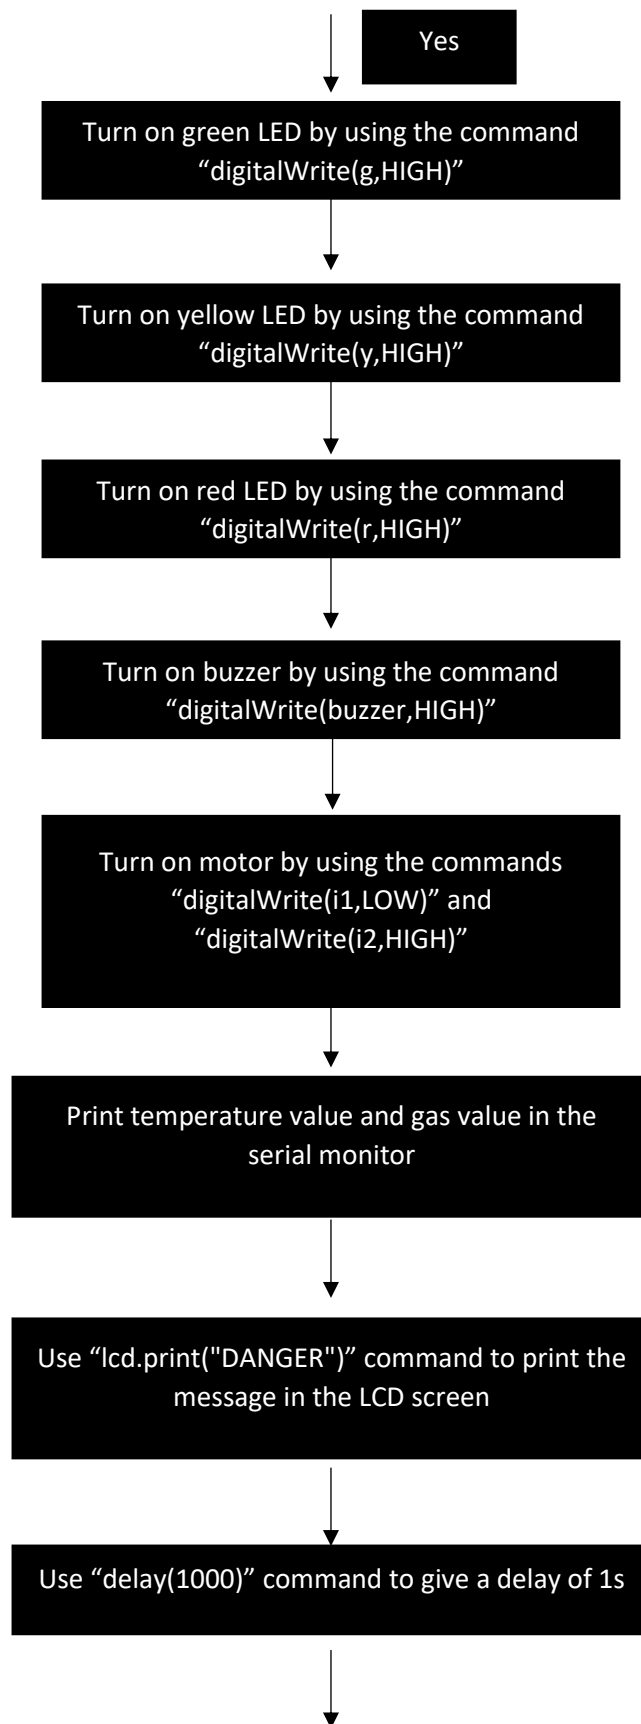 Yes
Turn on green LED by using the command
“digitalWrite(g,HIGH)”
Turn on yellow LED by using the command
“digitalWrite(y,HIGH)”
Turn on red LED by using the command
“digitalWrite(r,HIGH)”
Turn on buzzer by using the command
“digitalWrite(buzzer,HIGH)”
Turn on motor by using the commands
“digitalWrite(i1,LOW)” and
“digitalWrite(i2,HIGH)”
Print temperature value and gas value in the
serial monitor
Use “lcd.print("DANGER")” command to print the
message in the LCD screen
Use “delay(1000)” command to give a delay of 1s